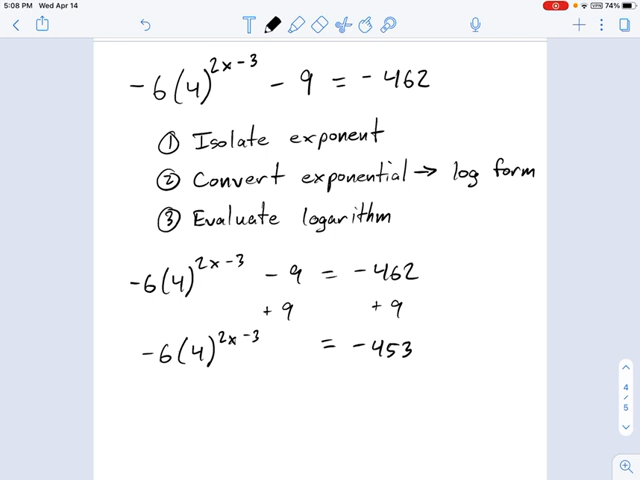 5:08 PM Wed Apr 14 VPN 74%
T
-6(4)^{2x-3} - 9 = -462
① Isolate exponent
② Convert exponential → log form
③ Evaluate logarithm
-6(4)^{2x-3} - 9 = -462
+9 +9
-6(4)^{2x-3} = -453
4
/
5